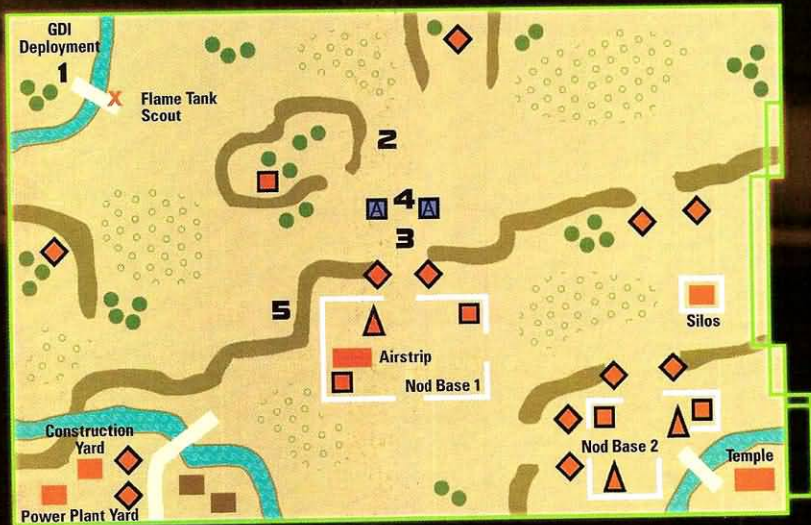 GDI
Deployment
1
X
Flame Tank
Scout
2
A
4
A
3
5
Silos
Airstrip
Nod Base 1
Construction
Yard
Nod Base 2
Temple
Power Plant Yard